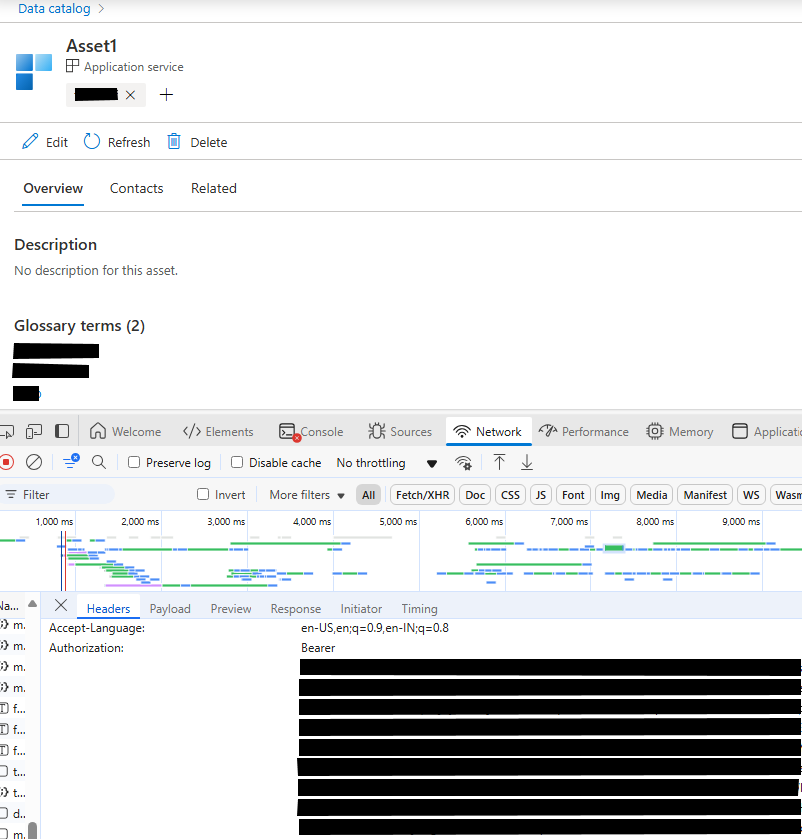 Data catalog
Asset1
Application service
Edit Refresh Delete
Overview Contacts Related
Description
No description for this asset.
Glossary terms (2)
Welcome Elements Console Sources Network Performance Memory Applicatio
Preserve log Disable cache No throttling
Filter Invert More filters All Fetch/XHR Doc CSS JS Font Img Media Manifest WS Wasm
1,000 ms 2,000 ms 3,000 ms 4,000 ms 5,000 ms 6,000 ms 7,000 ms 8,000 ms 9,000 ms
Na... Headers Payload Preview Response Initiator Timing
m. Accept-Language: en-US,en;q=0.9,en-IN;q=0.8
m. Authorization: Bearer
m.
m.
f...
f...
f...
t...
t...
d..
m.